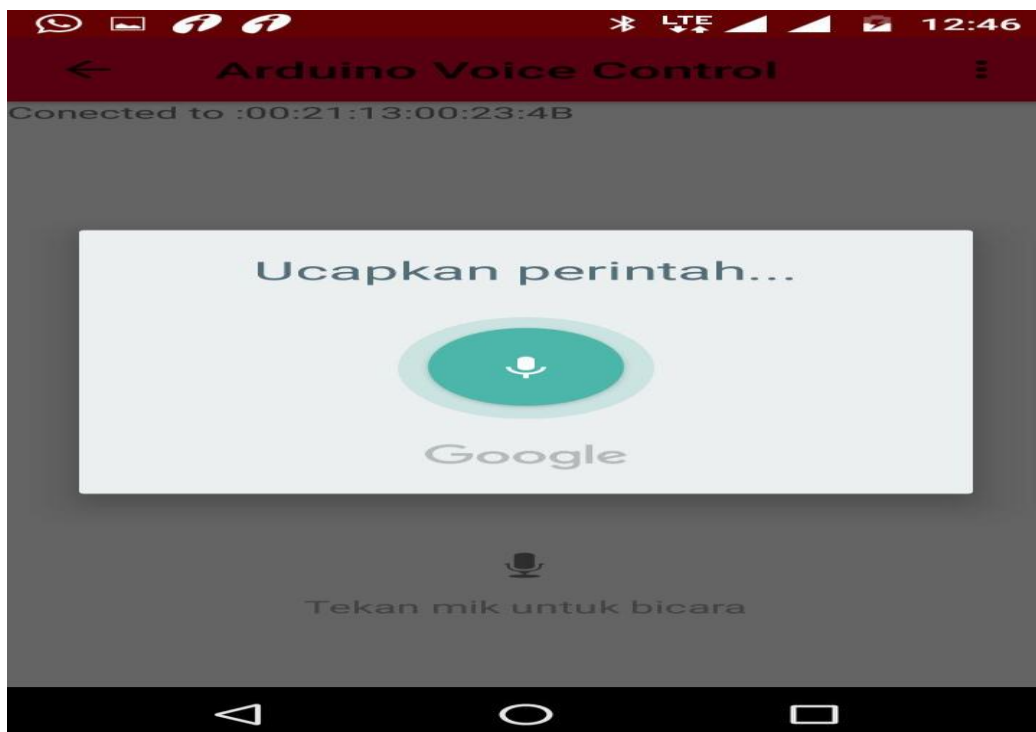 LTE 12:46
Arduino Voice Control
Conected to :00:21:13:00:23:4B
Ucapkan perintah...
Google
Tekan mik untuk bicara